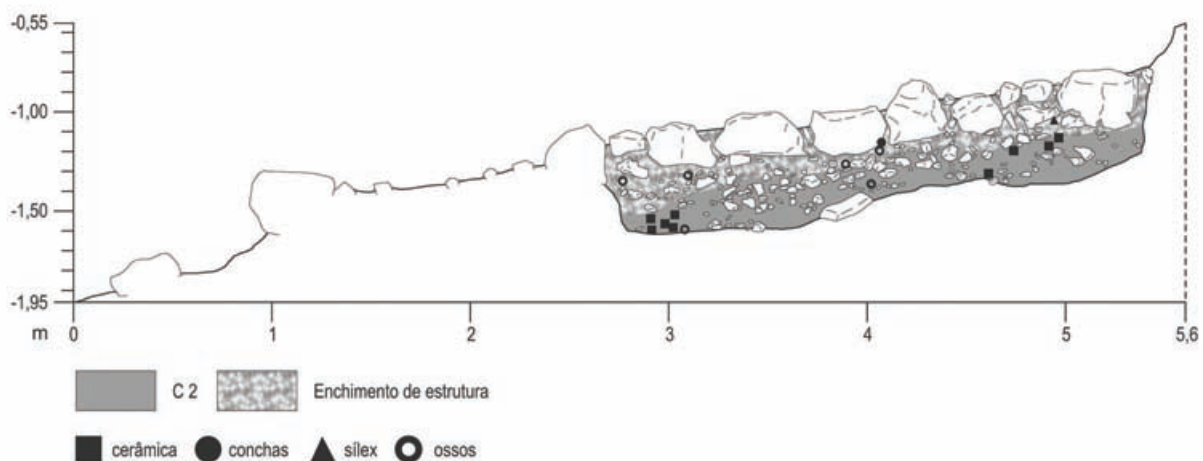 -0,55
-1,00
-1,50
-1,95
m 0 1 2 3 4 5 5,6
C 2 Enchimento de estrutura
cerâmica conchas sílex ossos